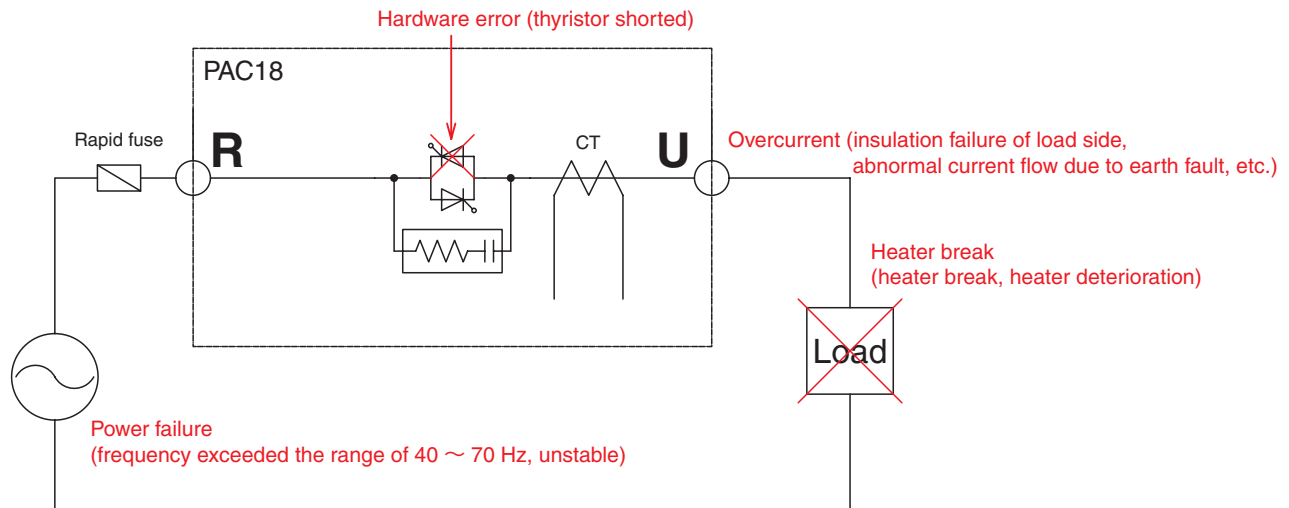 Hardware error (thyristor shorted)
PAC18
Rapid fuse
R
CT
U
Overcurrent (insulation failure of load side,
abnormal current flow due to earth fault, etc.)
Heater break
(heater break, heater deterioration)
Load
Power failure
(frequency exceeded the range of 40 ～ 70 Hz, unstable)